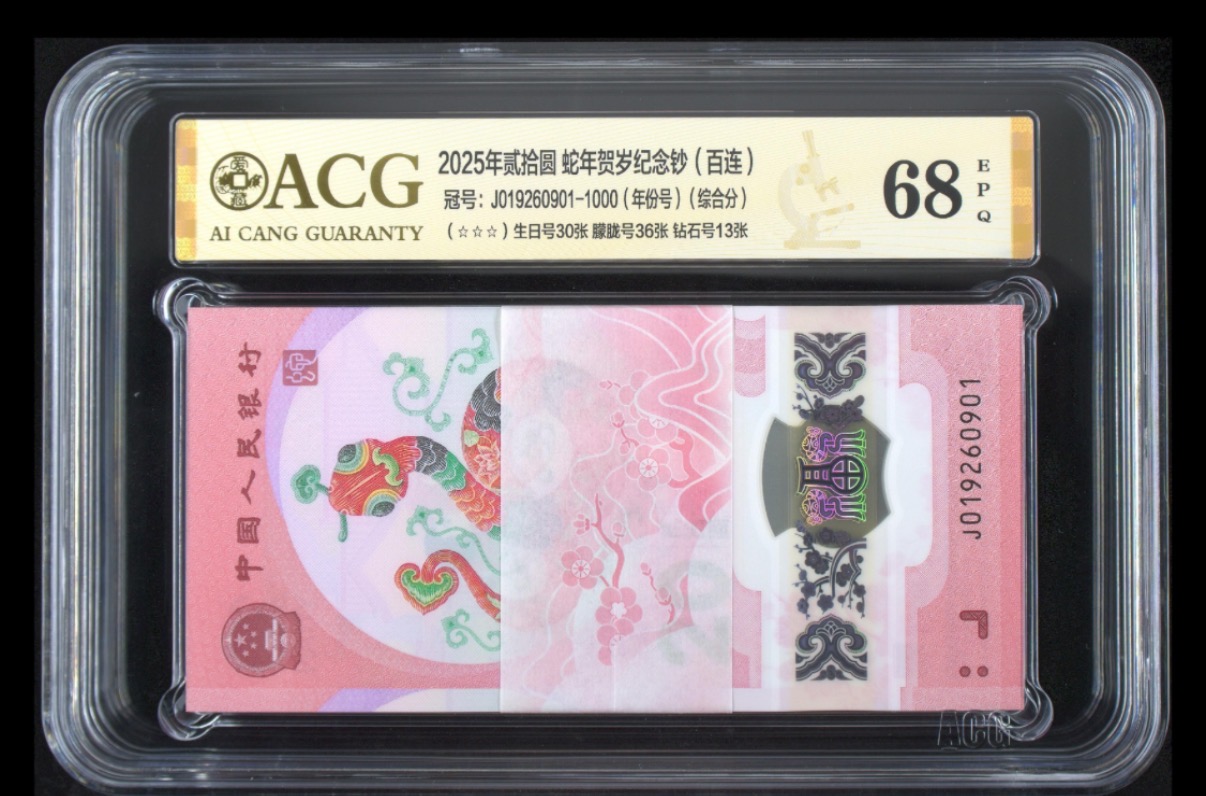 ACG
AI CANG GUARANTY
2025年贰拾圆 蛇年贺岁纪念钞（百连）
冠号：J019260901-1000（年份号）（综合分）
（☆☆☆）生日号30张 朦胧号36张 钻石号13张
68
EPQ
中国人民银行
J019260901
ACG